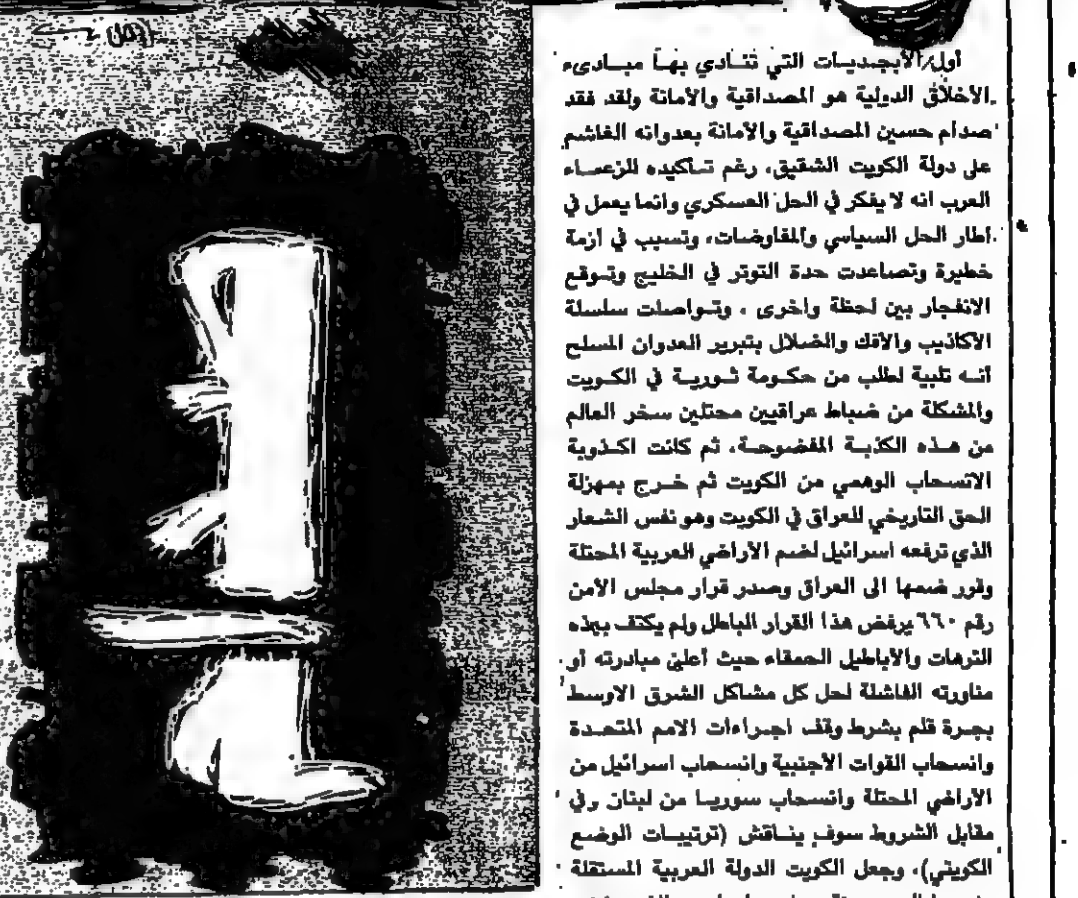 أول الأبجديات التي تنادي بها مبادىء
الأخلاق الدولية هو المصداقية والأمانة ولقد فقد
صدام حسين المصداقية والأمانة بعدوانه الغاشم
على دولة الكويت الشقيق، رغم تأكيده للزعماء
العرب انه لا يفكر في الحل العسكري وانما يعمل في
اطار الحل السياسي والمفاوضات، وتسبب في ازمة
خطيرة وتصاعدت حدة التوتر في الخليج وتوقع
الانفجار بين لحظة واخرى . وتواصلت سلسلة
الأكاذيب والأفك والضلال بتبرير العدوان المسلح
أنه تلبية لطلب من حكومة ثورية في الكويت
والمشكلة من ضباط عراقيين محتلين سخر العالم
من هذه الكذبة المفضوحة، ثم كانت اكذوبة
الانسحاب الوهمي من الكويت ثم خرج بمهزلة
الحق التاريخي للعراق في الكويت وهو نفس الشعار
الذي ترفعه اسرائيل لضم الأراضي العربية المحتلة
وقرر ضمها الى العراق وصدر قرار مجلس الأمن
رقم ٦٦٠ يرفض هذا القرار الباطل ولم يكتف بهذه
الترهات والأباطيل الحمقاء حيث أعلن مبادرته أو
مناورته الفاشلة لحل كل مشاكل الشرق الاوسط
بجرة قلم بشرط وقف اجراءات الامم المتحدة
وانسحاب القوات الأجنبية وانسحاب اسرائيل من
الأراضي المحتلة وانسحاب سوريا من لبنان وفي
مقابل الشروط سوف يناقش (ترتيبات الوضع
الكويتي)، وجعل الكويت الدولة العربية المستقلة